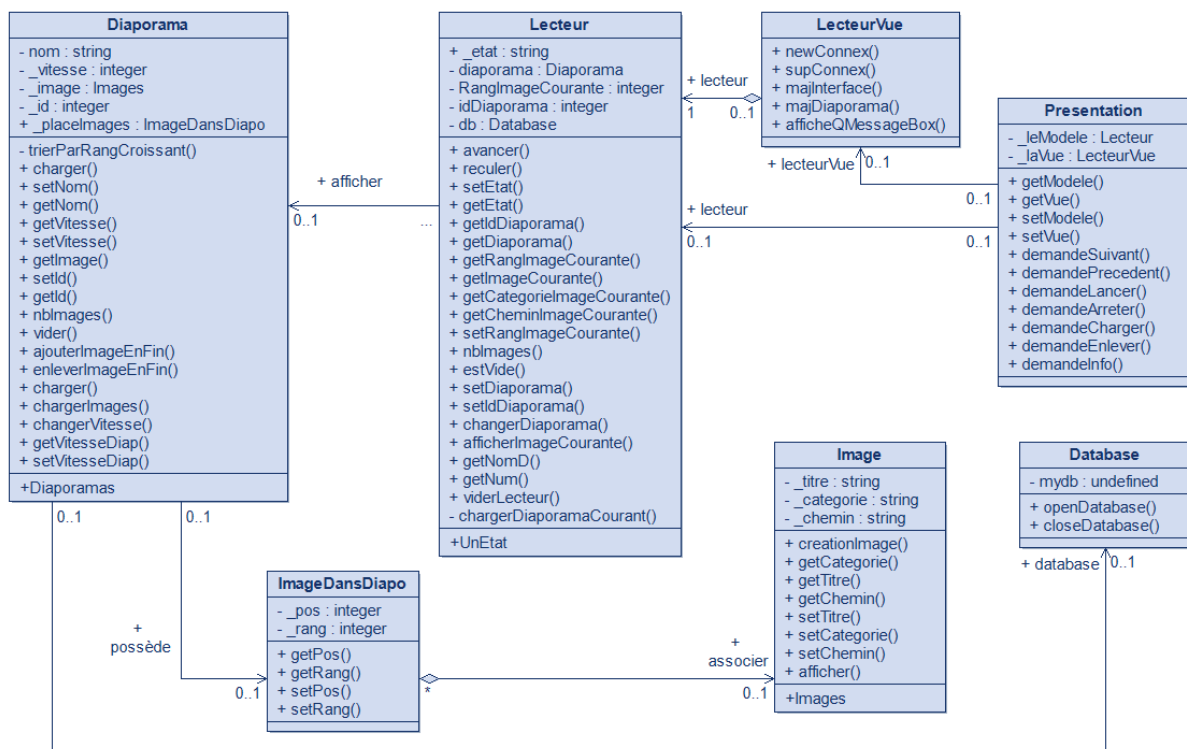 Diaporama
- nom : string
- _vitesse : integer
- _image : Images
- _id : integer
+ _placeImages : ImageDansDiapo
- trierParRangCroissant()
+ charger()
+ setNom()
+ getNom()
+ getVitesse()
+ setVitesse()
+ getImage()
+ setId()
+ getId()
+ nbImages()
+ vider()
+ ajouterImageEnFin()
+ enleverImageEnFin()
+ charger()
+ chargerImages()
+ changerVitesse()
+ getVitesseDiap()
+ setVitesseDiap()
+Diaporamas
+ afficher
0..1
...
Lecteur
+ _etat : string
- diaporama : Diaporama
- RangImageCourante : integer
- idDiaporama : integer
- db : Database
+ avancer()
+ reculer()
+ setEtat()
+ getEtat()
+ getIdDiaporama()
+ getDiaporama()
+ getRangImageCourante()
+ getImageCourante()
+ getCategorieImageCourante()
+ getCheminImageCourante()
+ setRangImageCourante()
+ nbImages()
+ estVide()
+ setDiaporama()
+ setIdDiaporama()
+ changerDiaporama()
+ afficherImageCourante()
+ getNomD()
+ getNum()
+ viderLecteur()
- chargerDiaporamaCourant()
+UnEtat
+ lecteur
1
0..1
LecteurVue
+ newConnex()
+ supConnex()
+ majInterface()
+ majDiaporama()
+ afficheQMessageBox()
+ lecteurVue
0..1
0..1
+ lecteur
0..1
0..1
Presentation
- _leModele : Lecteur
- _laVue : LecteurVue
+ getModele()
+ getVue()
+ setModele()
+ setVue()
+ demandeSuivant()
+ demandePrecedent()
+ demandeLancer()
+ demandeArreter()
+ demandeCharger()
+ demandeEnlever()
+ demandeInfo()
0..1
0..1
+
possède
0..1
ImageDansDiapo
- _pos : integer
- _rang : integer
+ getPos()
+ getRang()
+ setPos()
+ setRang()
*
+
associer
0..1
Image
- _titre : string
- _categorie : string
- _chemin : string
+ creationImage()
+ getCategorie()
+ getTitre()
+ getChemin()
+ setTitre()
+ setCategorie()
+ setChemin()
+ afficher()
+Images
Database
- mydb : undefined
+ openDatabase()
+ closeDatabase()
+ database
0..1